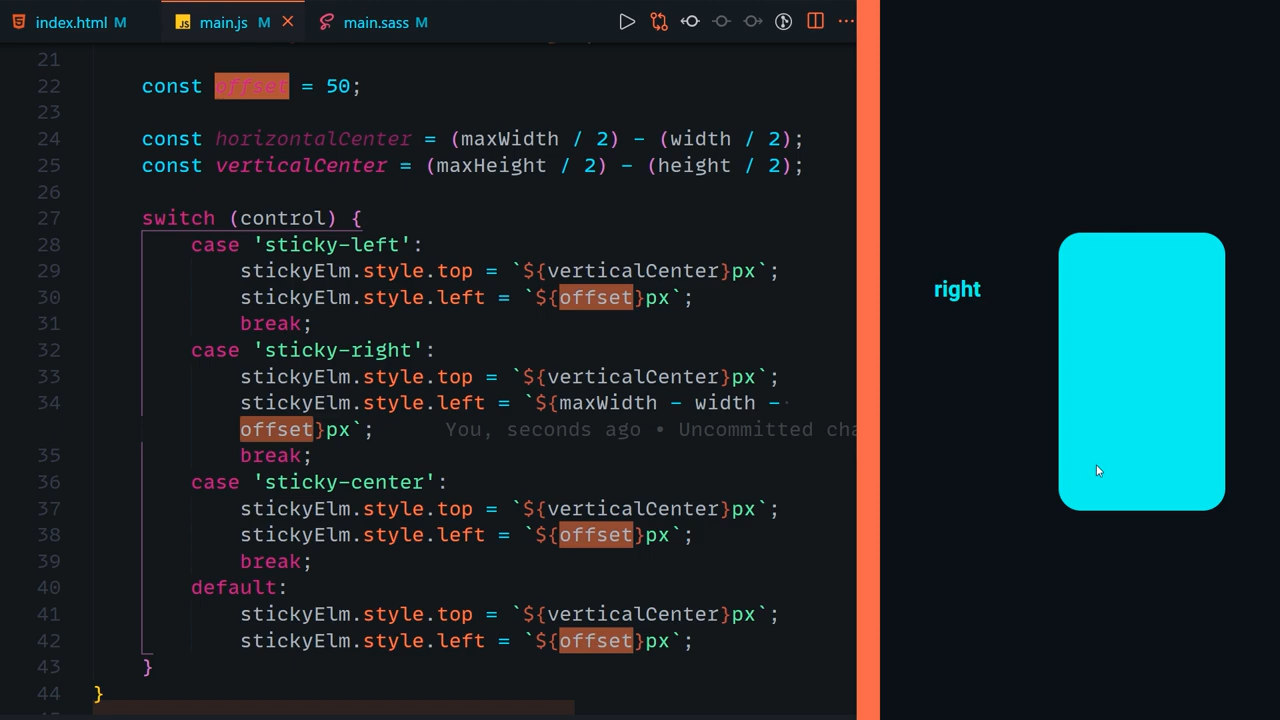 index.html M
JS main.js M
main.sass M
21
22 const offset = 50;
23
24 const horizontalCenter = (maxWidth / 2) - (width / 2);
25 const verticalCenter = (maxHeight / 2) - (height / 2);
26
27 switch (control) {
28 case 'sticky-left':
29 stickyElm.style.top = `${verticalCenter}px`;
30 stickyElm.style.left = `${offset}px`;
31 break;
32 case 'sticky-right':
33 stickyElm.style.top = `${verticalCenter}px`;
34 stickyElm.style.left = `${maxWidth - width -
offset}px`; You, seconds ago • Uncommitted cha
35 break;
36 case 'sticky-center':
37 stickyElm.style.top = `${verticalCenter}px`;
38 stickyElm.style.left = `${offset}px`;
39 break;
40 default:
41 stickyElm.style.top = `${verticalCenter}px`;
42 stickyElm.style.left = `${offset}px`;
43 }
44 }
right